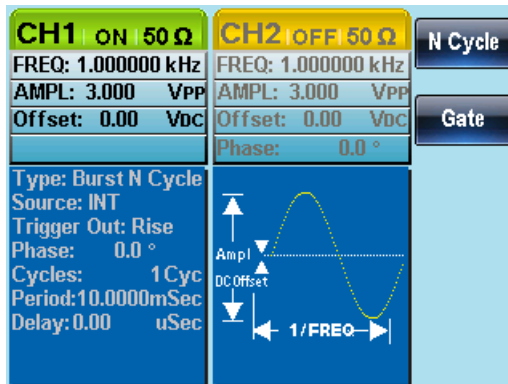 CH1 ON 50 Ω
FREQ: 1.000000 kHz
AMPL: 3.000 VPP
Offset: 0.00 VDC
CH2 OFF 50 Ω
FREQ: 1.000000 kHz
AMPL: 3.000 VPP
Offset: 0.00 VDC
Phase: 0.0 °
N Cycle
Gate
Type: Burst N Cycle
Source: INT
Trigger Out: Rise
Phase: 0.0 °
Cycles: 1 Cyc
Period:10.0000mSec
Delay:0.00 uSec
Ampl
DC Offset
1/FREQ